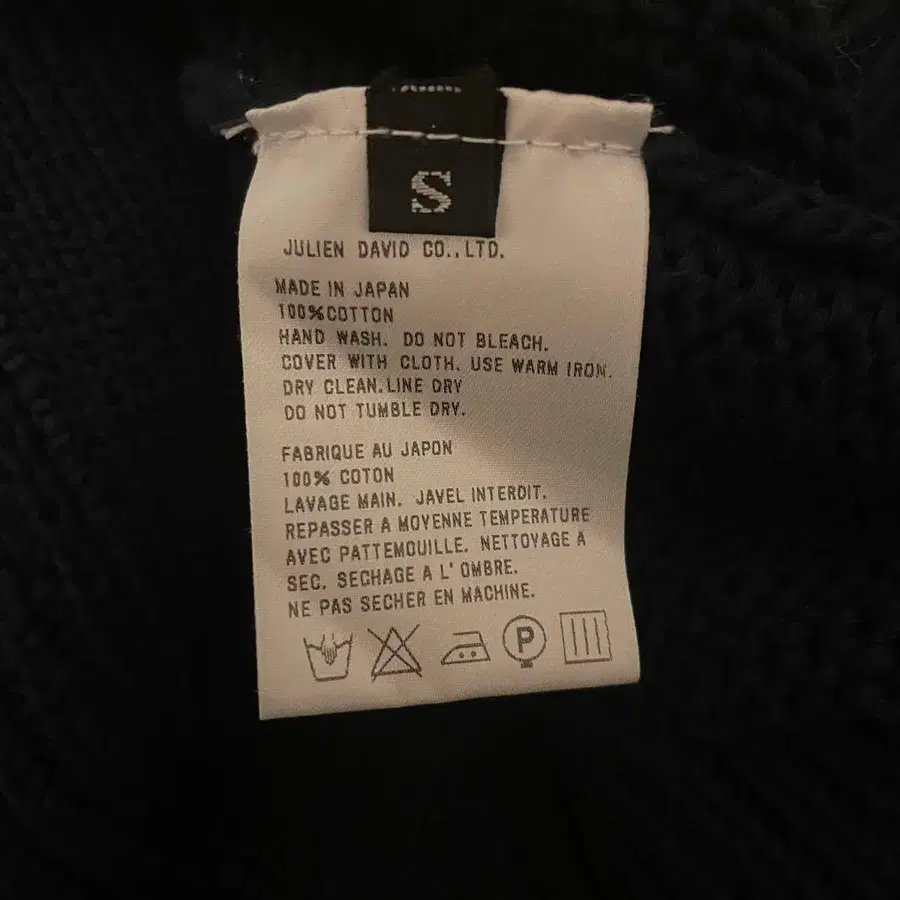 S
JULIEN DAVID CO.,LTD.
MADE IN JAPAN
100%COTTON
HAND WASH. DO NOT BLEACH.
COVER WITH CLOTH. USE WARM IRON.
DRY CLEAN.LINE DRY
DO NOT TUMBLE DRY.
FABRIQUE AU JAPON
100% COTON
LAVAGE MAIN. JAVEL INTERDIT.
REPASSER A MOYENNE TEMPERATURE
AVEC PATTEMOUILLE. NETTOYAGE À
SEC. SECHAGE A L' OMBRE.
NE PAS SECHER EN MACHINE.
P